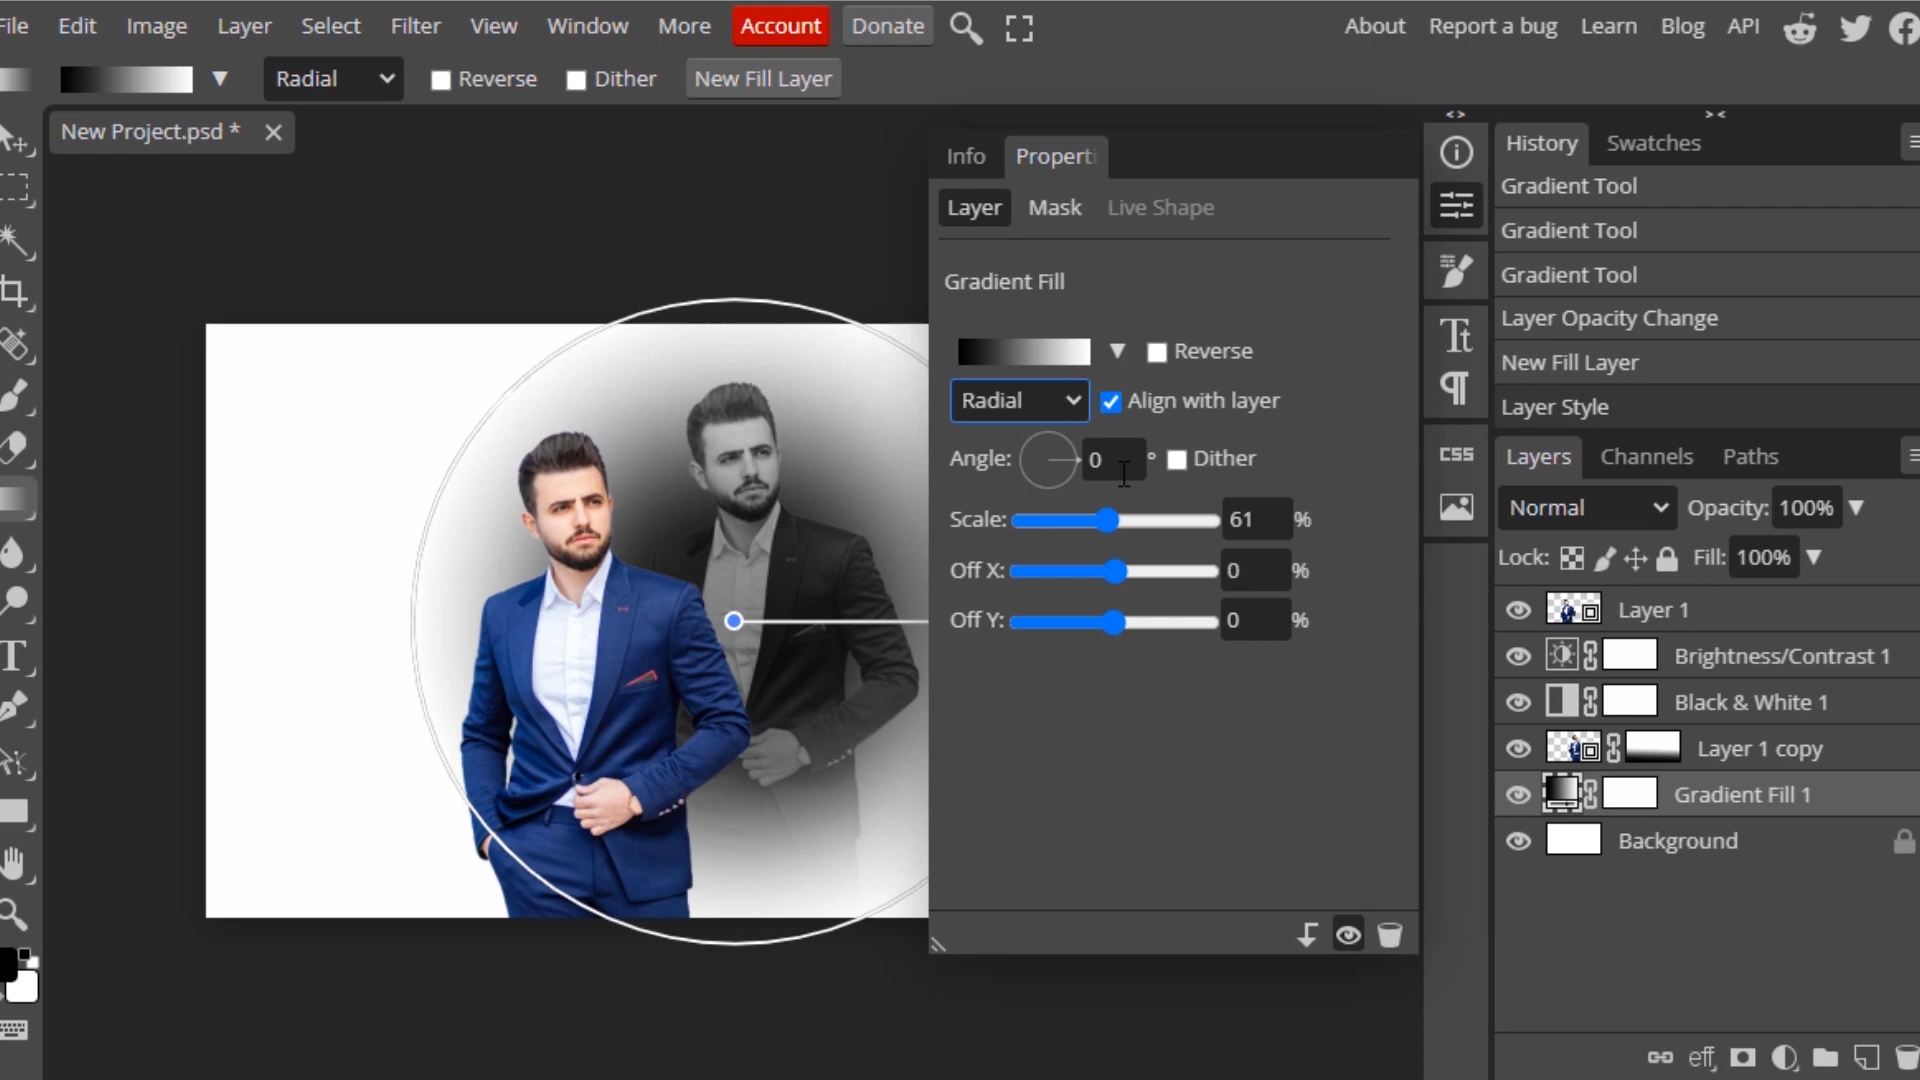 File Edit Image Layer Select Filter View Window More Account Donate About Report a bug Learn Blog API
Radial Reverse Dither New Fill Layer
New Project.psd *
Info Properti
Layer Mask Live Shape
Gradient Fill
Reverse
Radial Align with layer
Angle: 0 ° Dither
Scale: 61 %
Off X: 0 %
Off Y: 0 %
CSS
History Swatches
Gradient Tool
Gradient Tool
Gradient Tool
Layer Opacity Change
New Fill Layer
Layer Style
Layers Channels Paths
Normal Opacity: 100%
Lock: Fill: 100%
Layer 1
Brightness/Contrast 1
Black & White 1
Layer 1 copy
Gradient Fill 1
Background
eff